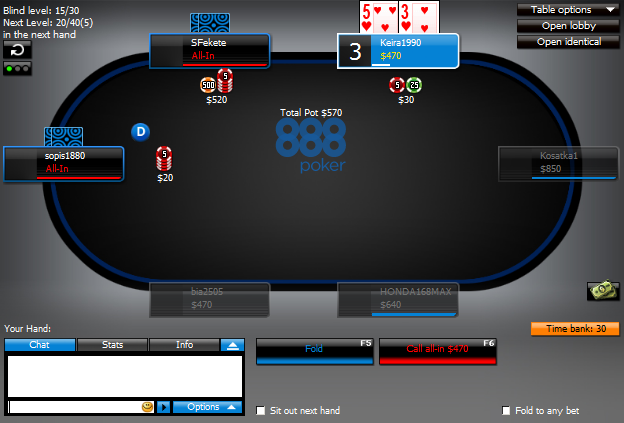 Blind level: 15/30
Next Level: 20/40(5)
in the next hand
SFekete
All-In
5 3
Keira1990
3
$470
Table options
Open lobby
Open identical
500 5
$520
5 25
$30
Total Pot $570
888
poker
D
sopis1880
All-In
5
$20
Kosatka1
$850
bia2505
$470
HONDA168MAX
$640
Your Hand:
Time bank: 30
Chat Stats Info
Fold F5
Call all-in $470 F6
Options
Sit out next hand
Fold to any bet